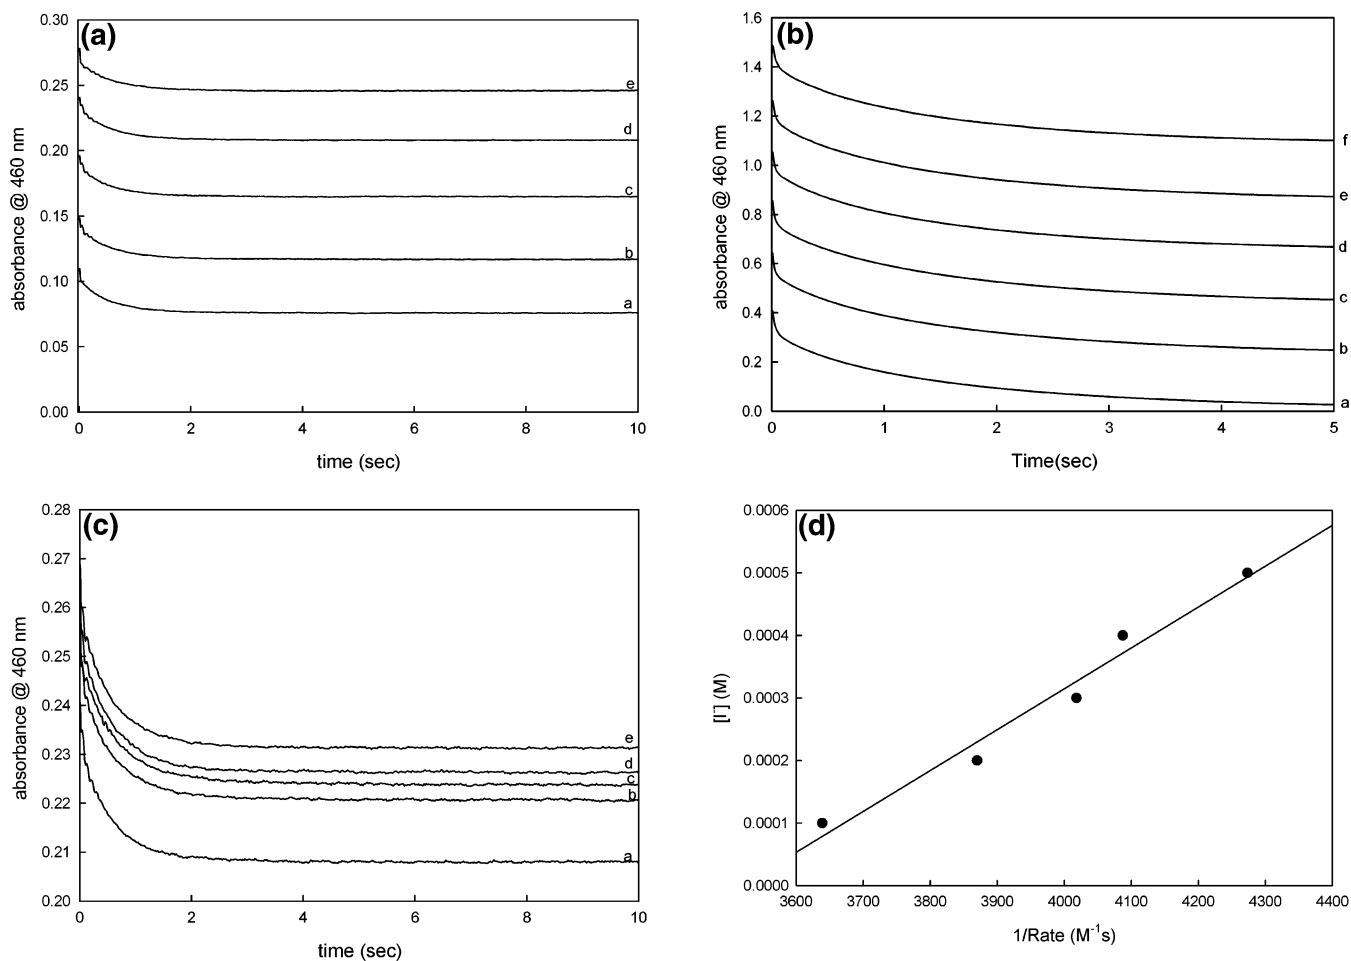 (a)
0.30
0.25
0.20
0.15
0.10
0.05
0.00
absorbance @ 460 nm
e
d
c
b
a
0 2 4 6 8 10
time (sec)
(b)
1.6
1.4
1.2
1.0
0.8
0.6
0.4
0.2
0.0
absorbance @ 460 nm
f
e
d
c
b
a
0 1 2 3 4 5
Time(sec)
(c)
0.28
0.27
0.26
0.25
0.24
0.23
0.22
0.21
0.20
absorbance @ 460 nm
e
d
c
b
a
0 2 4 6 8 10
time (sec)
(d)
0.0006
0.0005
0.0004
0.0003
0.0002
0.0001
0.0000
[I⁻] (M)
3600 3700 3800 3900 4000 4100 4200 4300 4400
1/Rate (M⁻¹s)